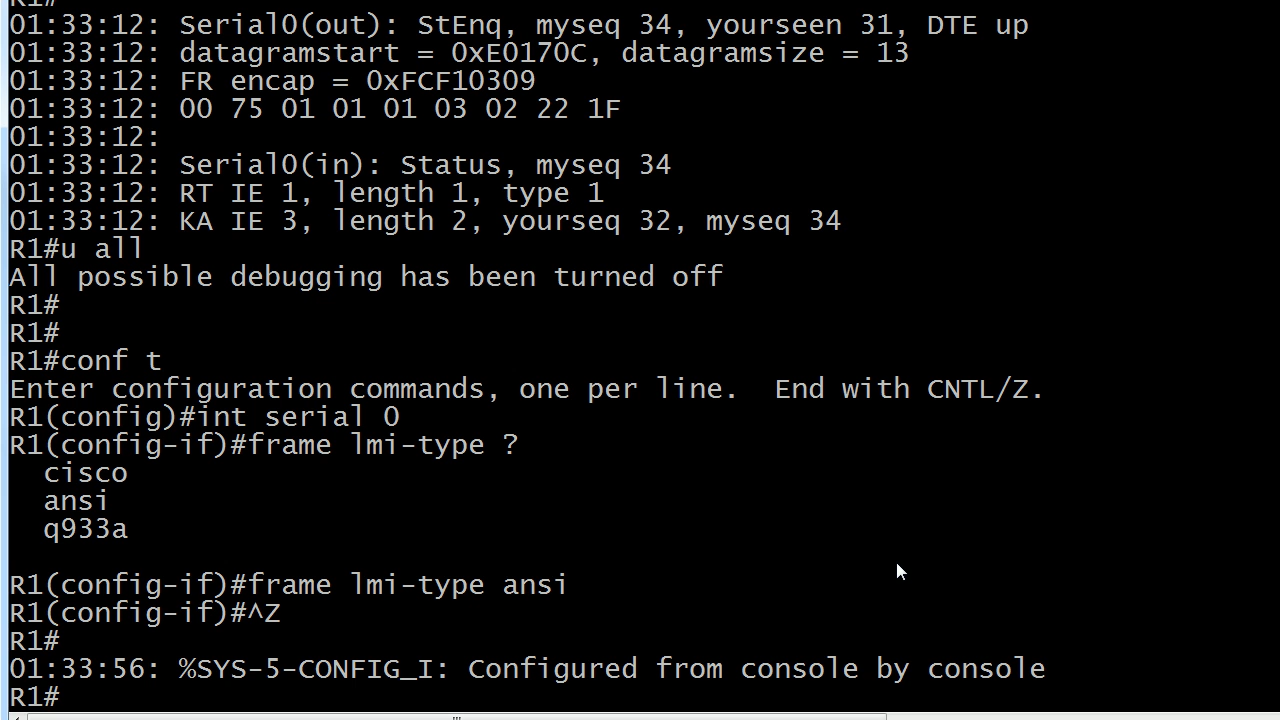 R1#
01:33:12: Serial0(out): StEnq, myseq 34, yourseen 31, DTE up
01:33:12: datagramstart = 0xE0170C, datagramsize = 13
01:33:12: FR encap = 0xFCF10309
01:33:12: 00 75 01 01 01 03 02 22 1F
01:33:12:
01:33:12: Serial0(in): Status, myseq 34
01:33:12: RT IE 1, length 1, type 1
01:33:12: KA IE 3, length 2, yourseq 32, myseq 34
R1#u all
All possible debugging has been turned off
R1#
R1#
R1#conf t
Enter configuration commands, one per line.  End with CNTL/Z.
R1(config)#int serial 0
R1(config-if)#frame lmi-type ?
  cisco
  ansi
  q933a

R1(config-if)#frame lmi-type ansi
R1(config-if)#^Z
R1#
01:33:56: %SYS-5-CONFIG_I: Configured from console by console
R1#